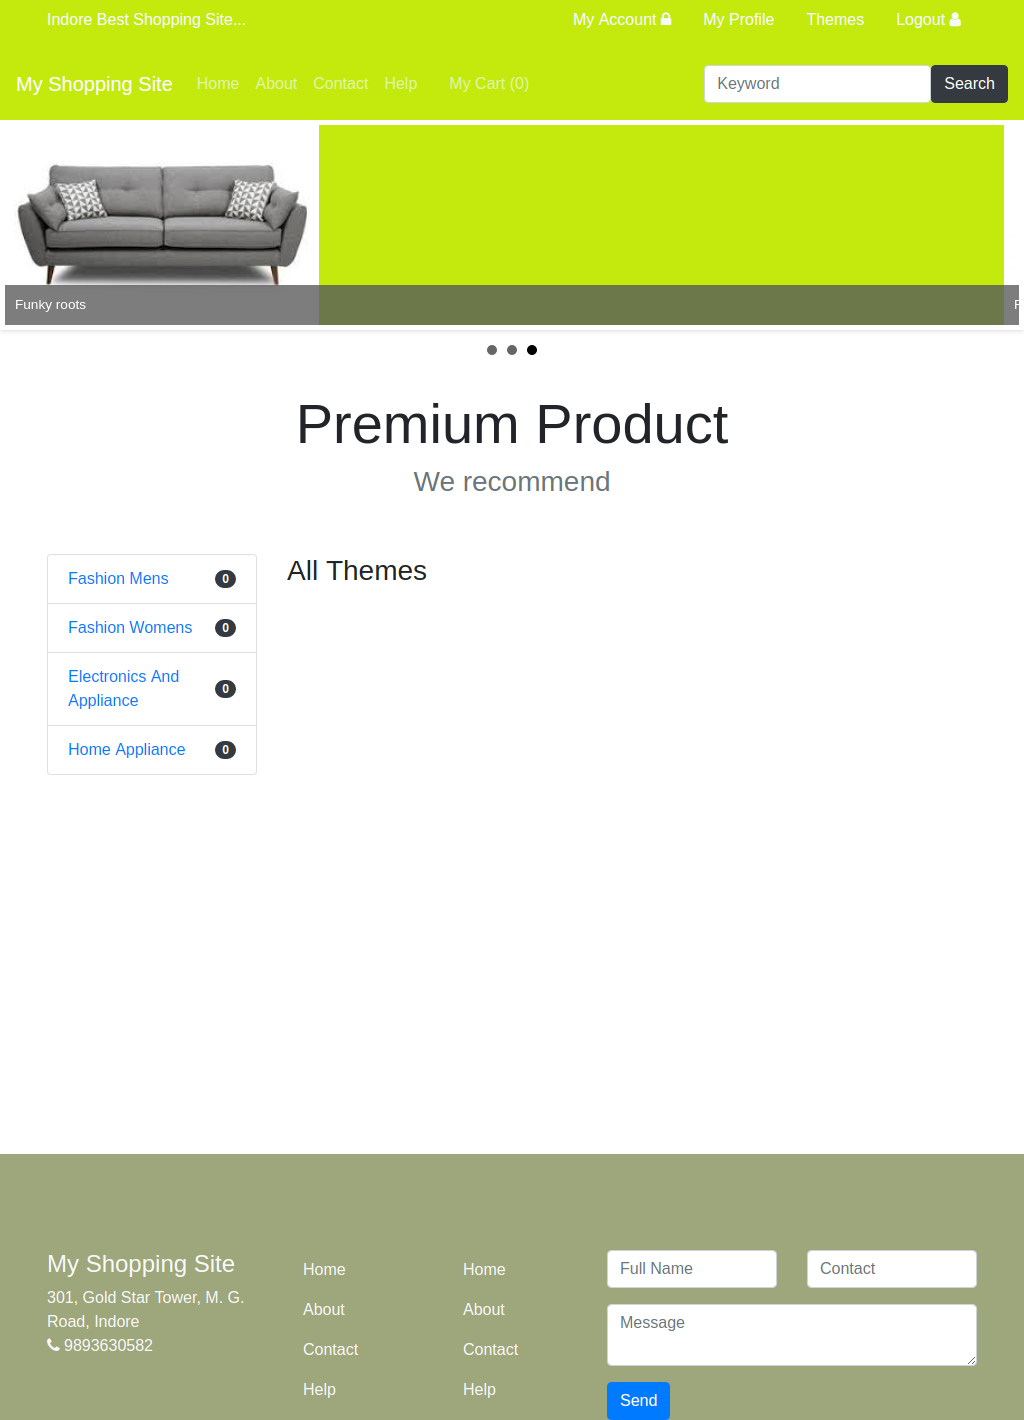 Indore Best Shopping Site...
My Account
My Profile
Themes
Logout
My Shopping Site
Home
About
Contact
Help
My Cart (0)
Keyword
Search
Funky roots
Premium Product
We recommend
Fashion Mens 0
Fashion Womens 0
Electronics And
Appliance 0
Home Appliance 0
All Themes
My Shopping Site
301, Gold Star Tower, M. G.
Road, Indore
9893630582
Home
About
Contact
Help
Home
About
Contact
Help
Full Name
Contact
Message
Send